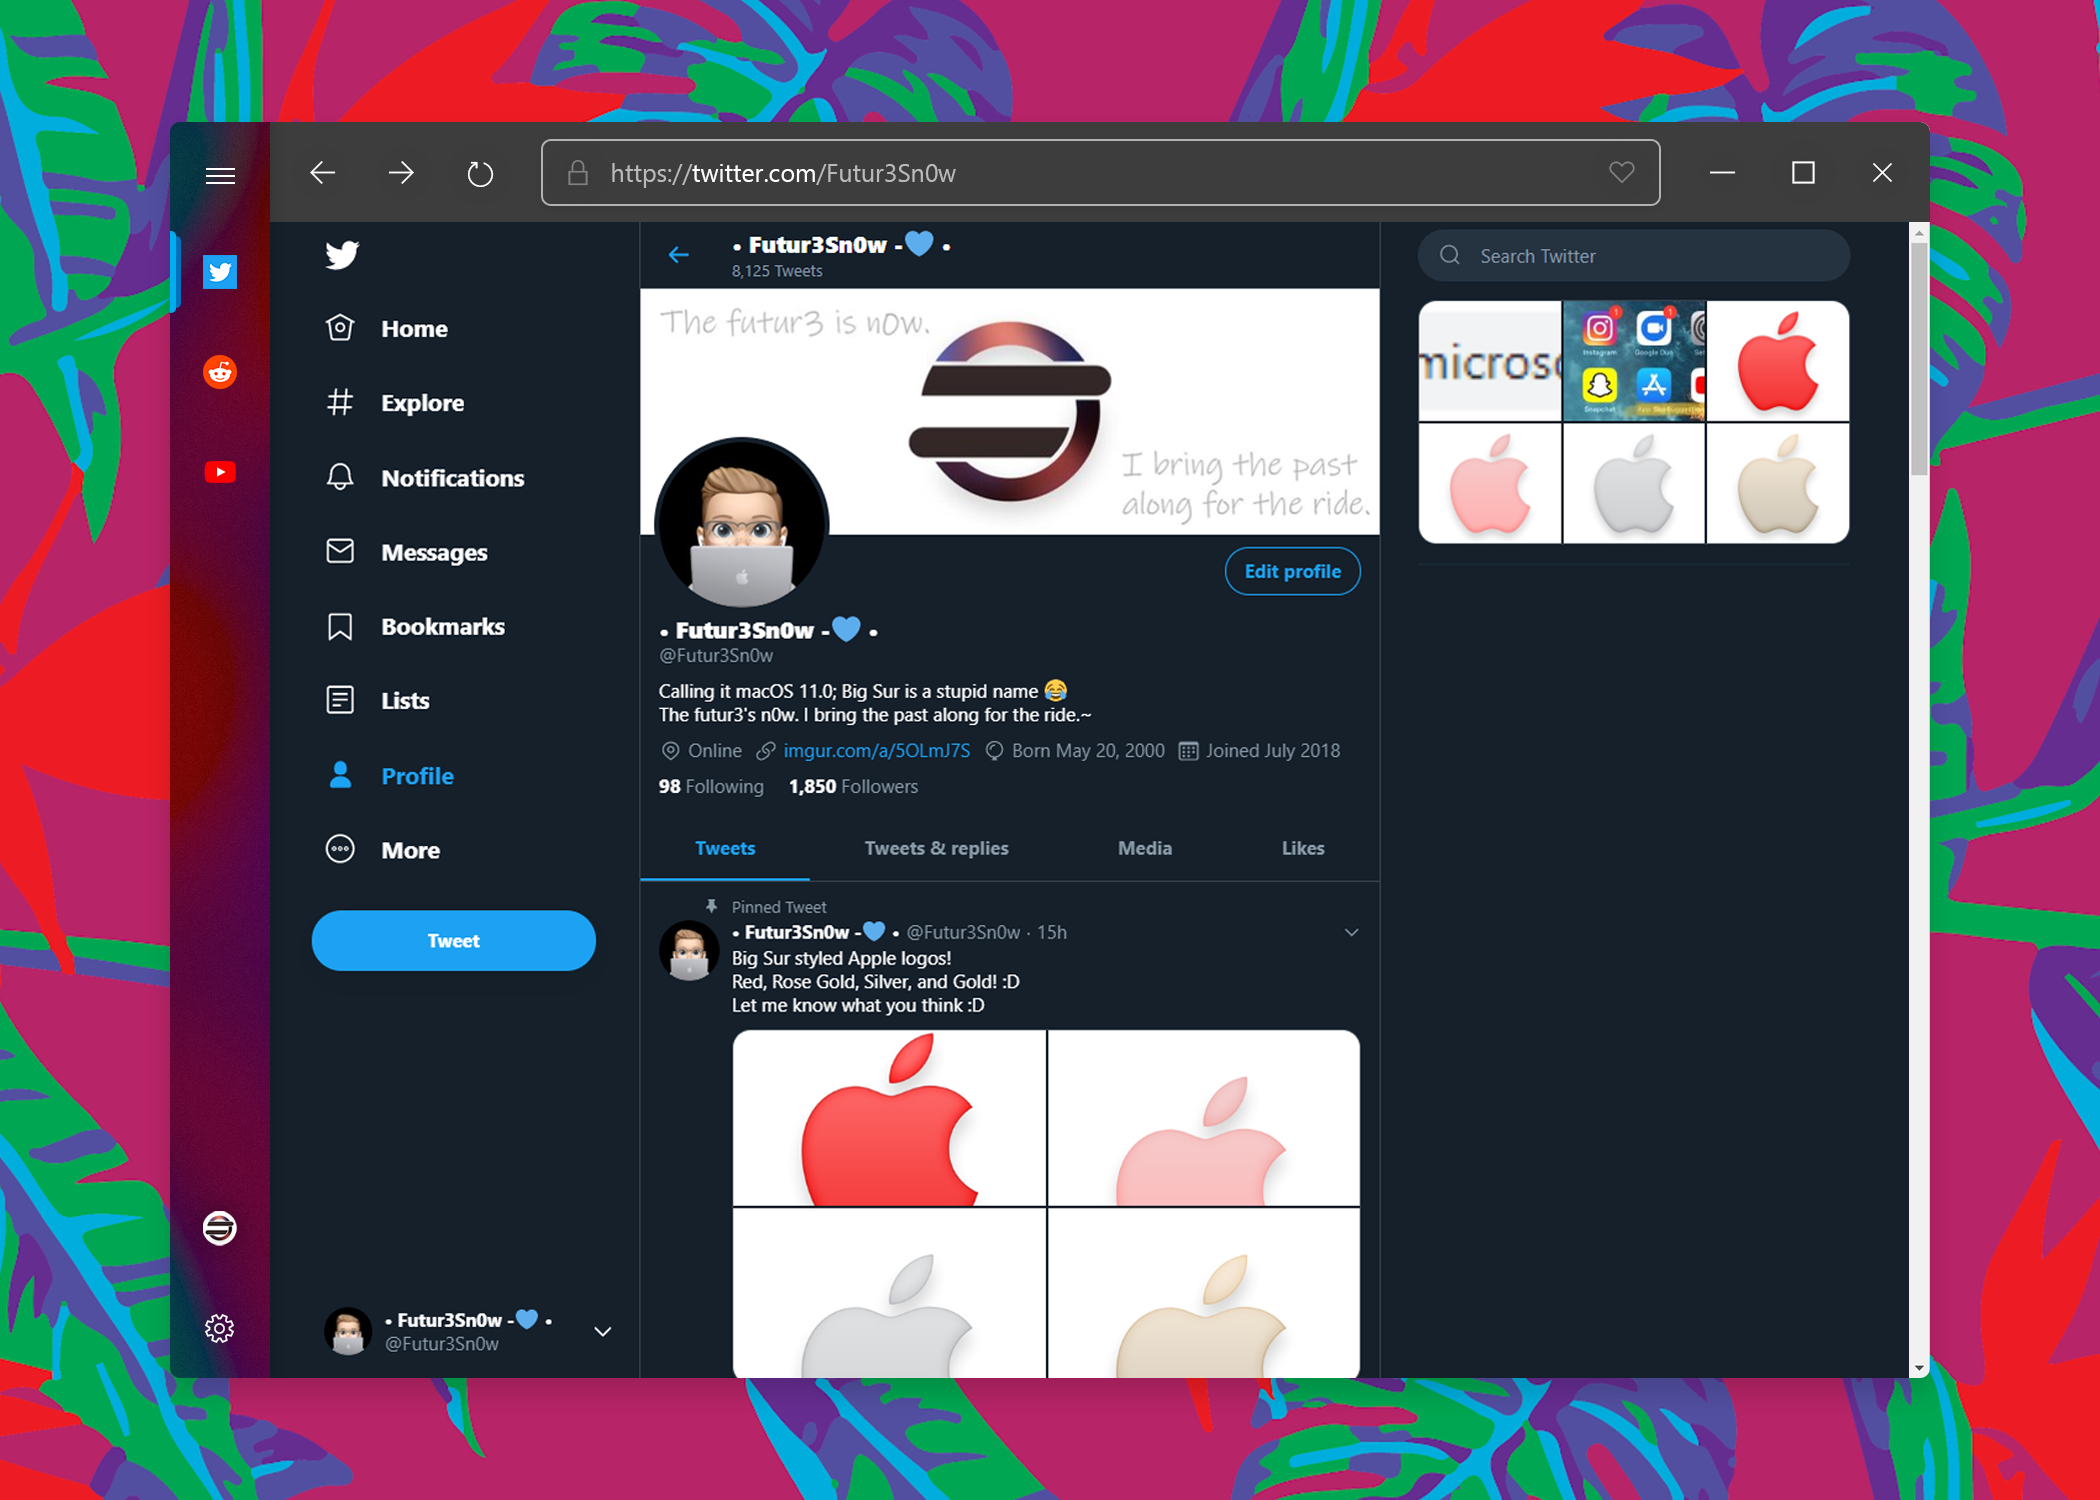 https://twitter.com/Futur3Sn0w
• Futur3Sn0w -💙 •
8,125 Tweets
Search Twitter
Home
Explore
Notifications
Messages
Bookmarks
Lists
Profile
More
Tweet
The futur3 is n0w.
I bring the past
along for the ride.
Edit profile
• Futur3Sn0w -💙 •
@Futur3Sn0w
Calling it macOS 11.0; Big Sur is a stupid name 😂
The futur3's n0w. I bring the past along for the ride.~
Online imgur.com/a/5OLmJ7S Born May 20, 2000 Joined July 2018
98 Following 1,850 Followers
Tweets Tweets & replies Media Likes
Pinned Tweet
• Futur3Sn0w -💙 • @Futur3Sn0w · 15h
Big Sur styled Apple logos!
Red, Rose Gold, Silver, and Gold! :D
Let me know what you think :D
microso
Instagram Google Duo
Snapchat
• Futur3Sn0w -💙 •
@Futur3Sn0w